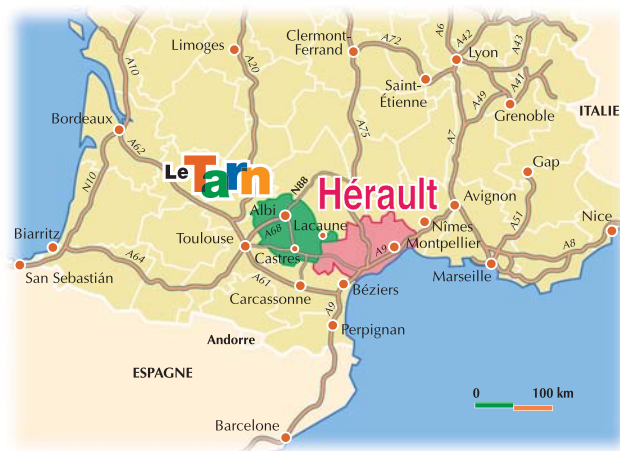 Limoges
Clermont-
Ferrand
A72
A6
A42
A43
Lyon
A10
A20
Saint-
Étienne
A41
A49
Grenoble
ITALIE
Bordeaux
A62
A75
A7
Gap
N10
Le Tarn
N88
Hérault
Albi
Lacaune
Avignon
A51
Nice
Biarritz
Toulouse
A68
Castres
A9
Nîmes
Montpellier
A8
San Sebastián
A64
A61
Carcassonne
Béziers
Marseille
A9
Perpignan
Andorre
ESPAGNE
0 100 km
Barcelone